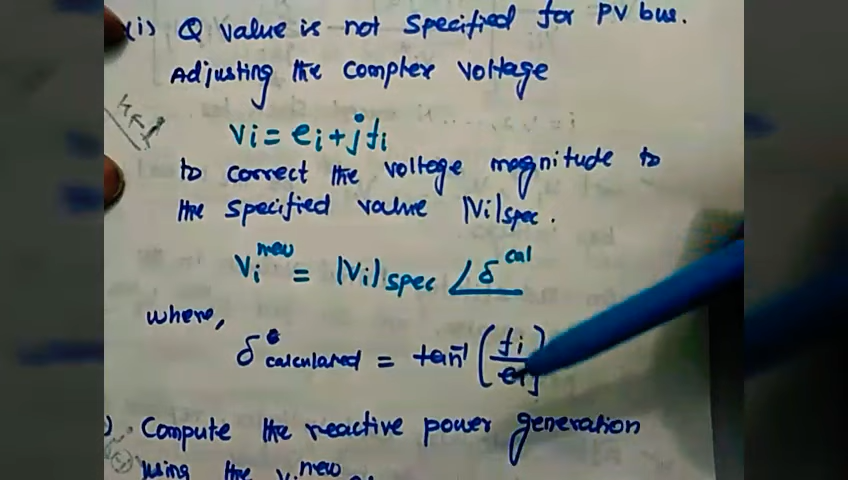 (i) Q value is not specified for PV bus.
Adjusting the complex voltage
Vi = ei + jfi
to correct the voltage magnitude to
the specified value |Vi|spec.
Vi^new = |Vi|spec ∠δ^cal
where,
δ calculated = tan⁻¹ [fi/ei]
Compute the reactive power generation
using the Vi^new